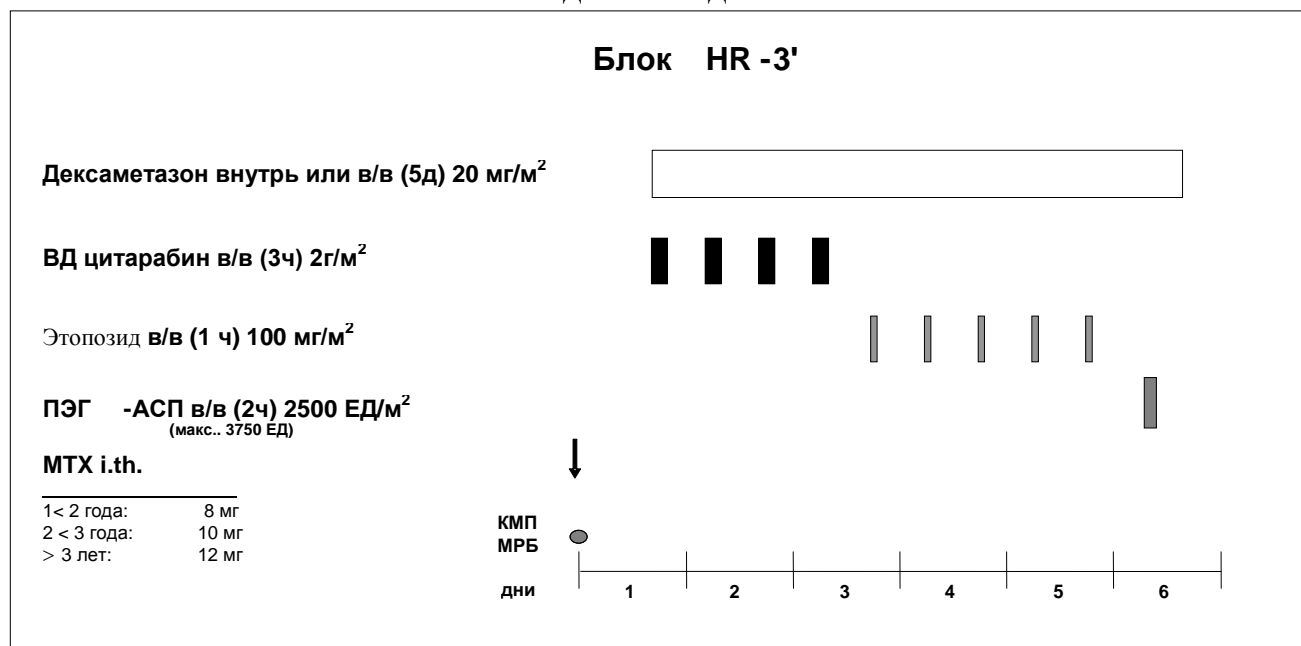 Блок HR -3'
Дексаметазон внутрь или в/в (5д) 20 мг/м²
ВД цитарабин в/в (3ч) 2г/м²
Этопозид в/в (1 ч) 100 мг/м²
ПЭГ -АСП в/в (2ч) 2500 ЕД/м²
(макс.. 3750 ЕД)
МТХ i.th.
1< 2 года: 8 мг
2 < 3 года: 10 мг
> 3 лет: 12 мг
КМП
МРБ
дни 1 2 3 4 5 6